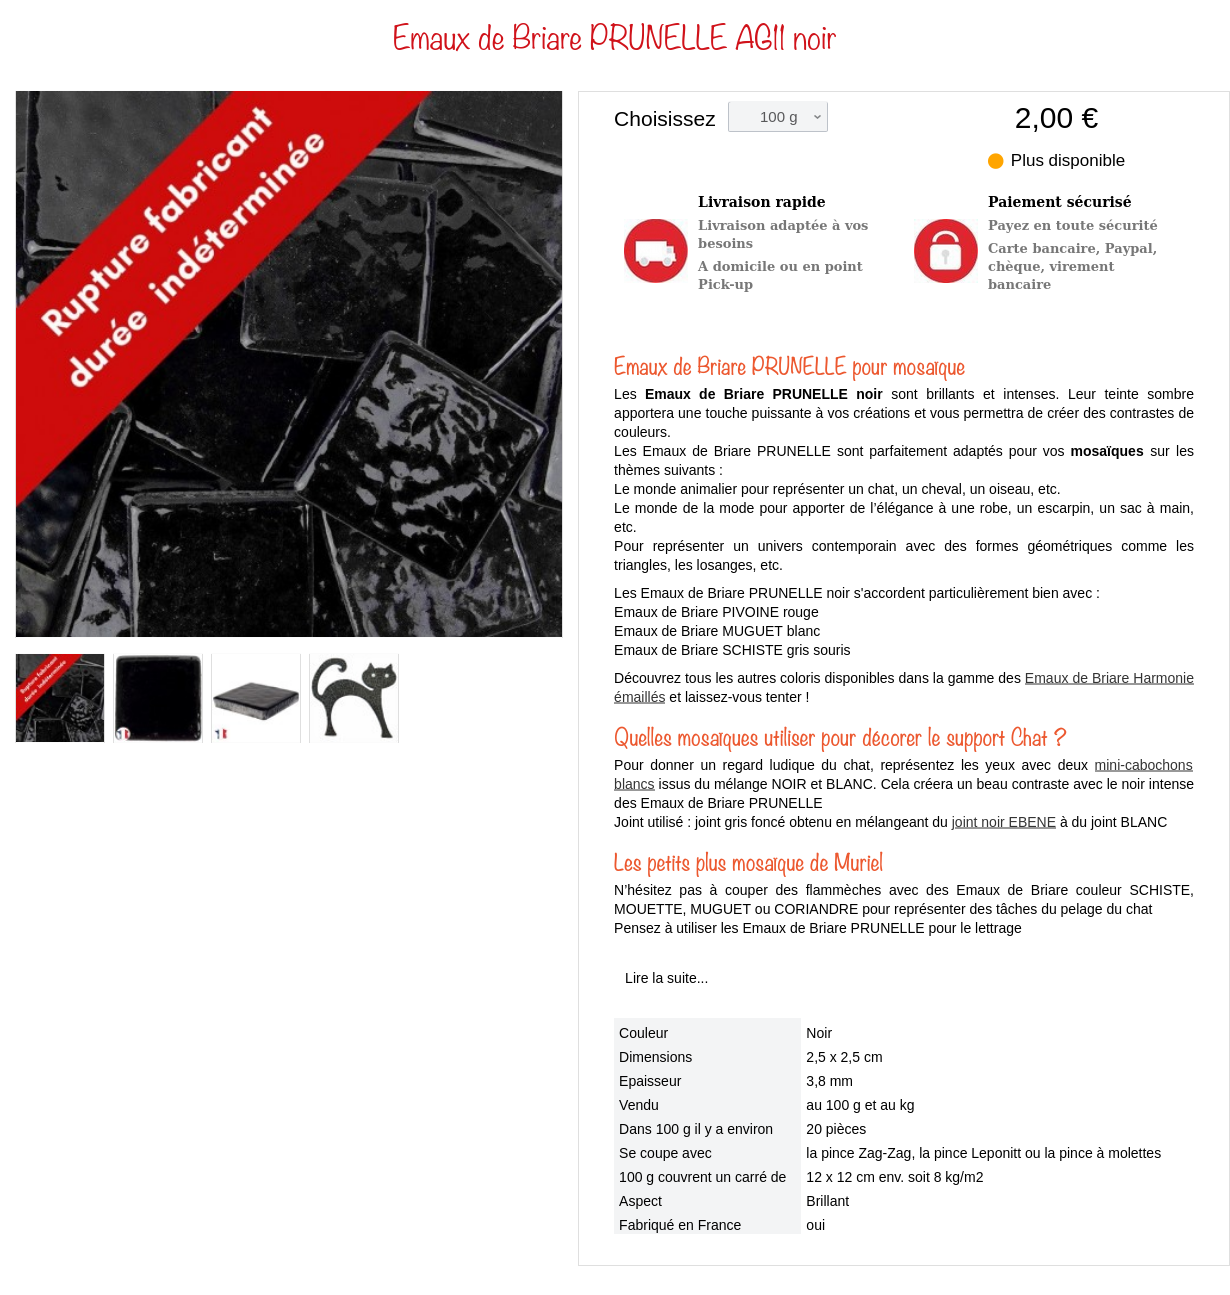 Emaux de Briare PRUNELLE AG11 noir
Rupture fabricant
durée indéterminée
Rupture fabricant
durée indéterminée
Choisissez
100 g
2,00 €
Plus disponible
Livraison rapide
Livraison adaptée à vos
besoins
A domicile ou en point
Pick-up
Paiement sécurisé
Payez en toute sécurité
Carte bancaire, Paypal,
chèque, virement
bancaire
Emaux de Briare PRUNELLE pour mosaïque
Les Emaux de Briare PRUNELLE noir sont brillants et intenses. Leur teinte sombre
apportera une touche puissante à vos créations et vous permettra de créer des contrastes de
couleurs.
Les Emaux de Briare PRUNELLE sont parfaitement adaptés pour vos mosaïques sur les
thèmes suivants :
Le monde animalier pour représenter un chat, un cheval, un oiseau, etc.
Le monde de la mode pour apporter de l’élégance à une robe, un escarpin, un sac à main,
etc.
Pour représenter un univers contemporain avec des formes géométriques comme les
triangles, les losanges, etc.
Les Emaux de Briare PRUNELLE noir s'accordent particulièrement bien avec :
Emaux de Briare PIVOINE rouge
Emaux de Briare MUGUET blanc
Emaux de Briare SCHISTE gris souris
Découvrez tous les autres coloris disponibles dans la gamme des Emaux de Briare Harmonie
émaillés et laissez-vous tenter !
Quelles mosaïques utiliser pour décorer le support Chat ?
Pour donner un regard ludique du chat, représentez les yeux avec deux mini-cabochons
blancs issus du mélange NOIR et BLANC. Cela créera un beau contraste avec le noir intense
des Emaux de Briare PRUNELLE
Joint utilisé : joint gris foncé obtenu en mélangeant du joint noir EBENE à du joint BLANC
Les petits plus mosaïque de Muriel
N’hésitez pas à couper des flammèches avec des Emaux de Briare couleur SCHISTE,
MOUETTE, MUGUET ou CORIANDRE pour représenter des tâches du pelage du chat
Pensez à utiliser les Emaux de Briare PRUNELLE pour le lettrage
Lire la suite...
Couleur Noir
Dimensions 2,5 x 2,5 cm
Epaisseur 3,8 mm
Vendu au 100 g et au kg
Dans 100 g il y a environ 20 pièces
Se coupe avec la pince Zag-Zag, la pince Leponitt ou la pince à molettes
100 g couvrent un carré de 12 x 12 cm env. soit 8 kg/m2
Aspect Brillant
Fabriqué en France oui